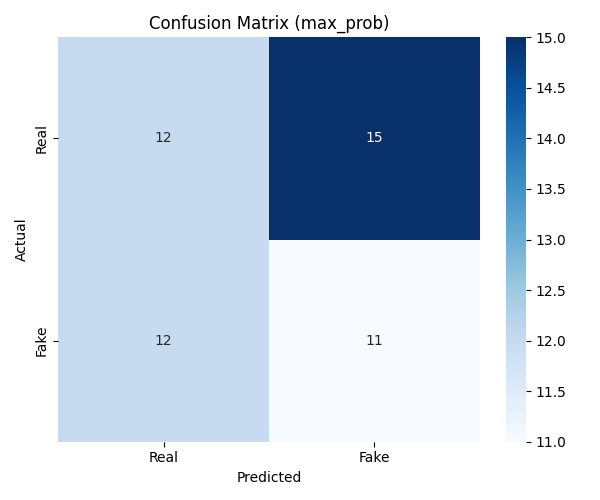 Confusion Matrix (max_prob)
Actual
Real
Fake
12
15
12
11
Real
Fake
Predicted
15.0
14.5
14.0
13.5
13.0
12.5
12.0
11.5
11.0